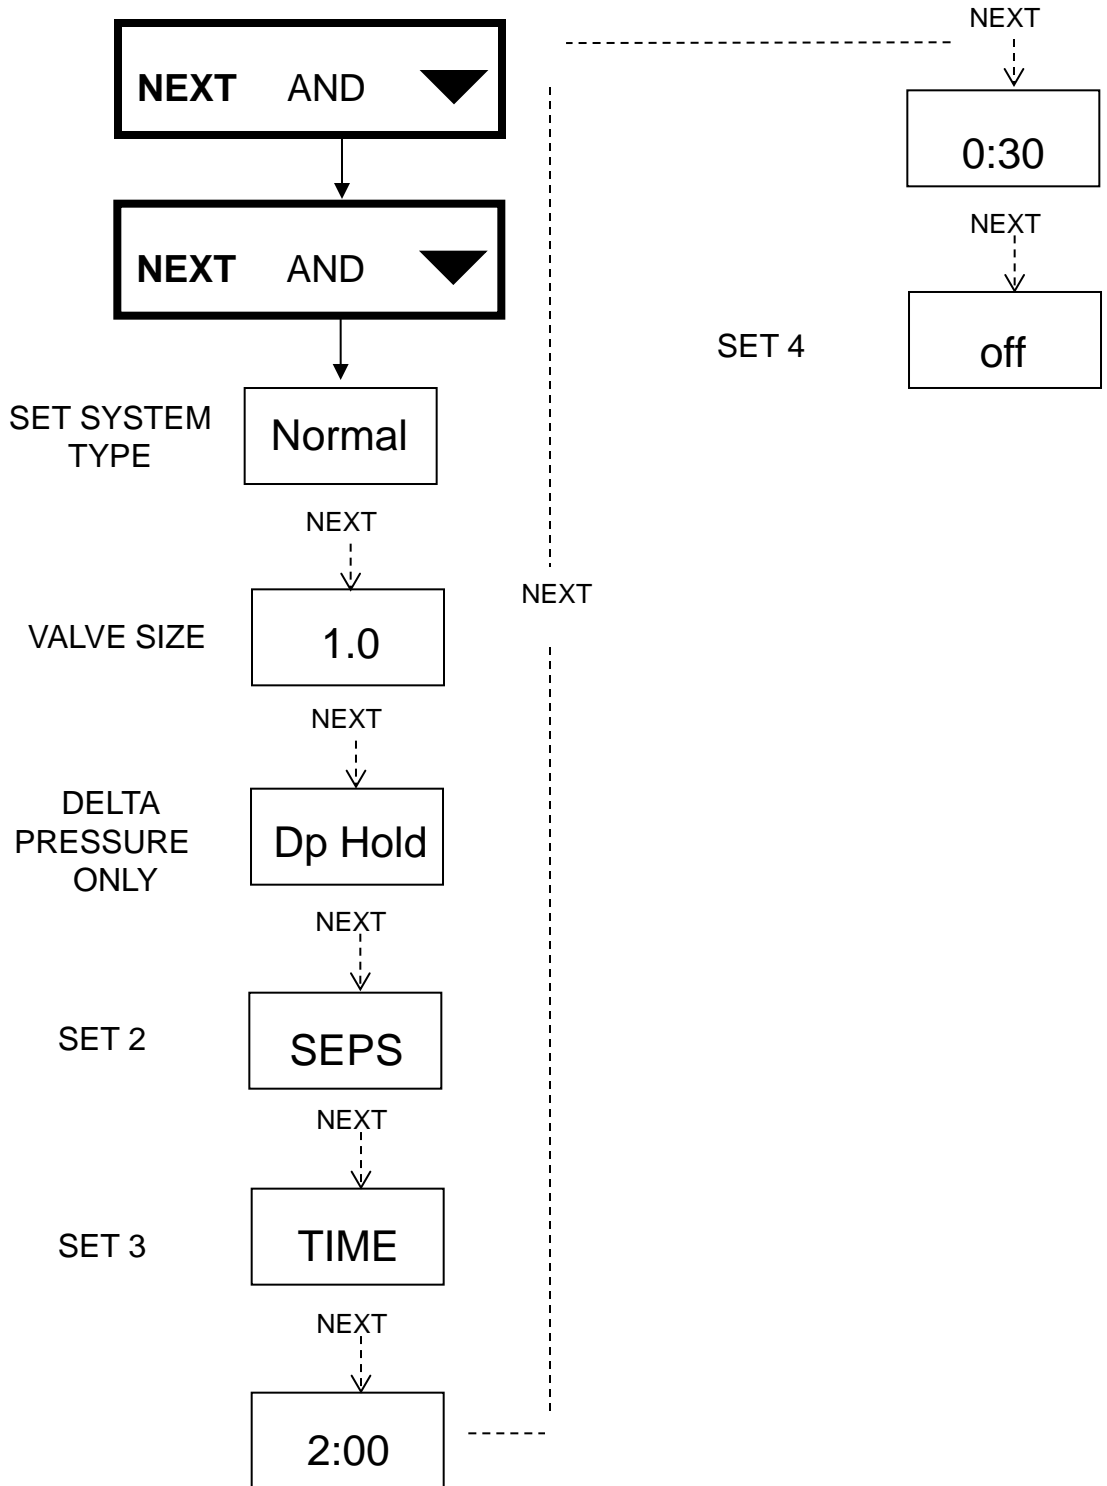 NEXT AND
NEXT AND
SET SYSTEM
TYPE
Normal
NEXT
VALVE SIZE
1.0
NEXT
DELTA
PRESSURE
ONLY
Dp Hold
NEXT
SET 2
SEPS
NEXT
SET 3
TIME
NEXT
2:00
NEXT
NEXT
0:30
NEXT
SET 4
off